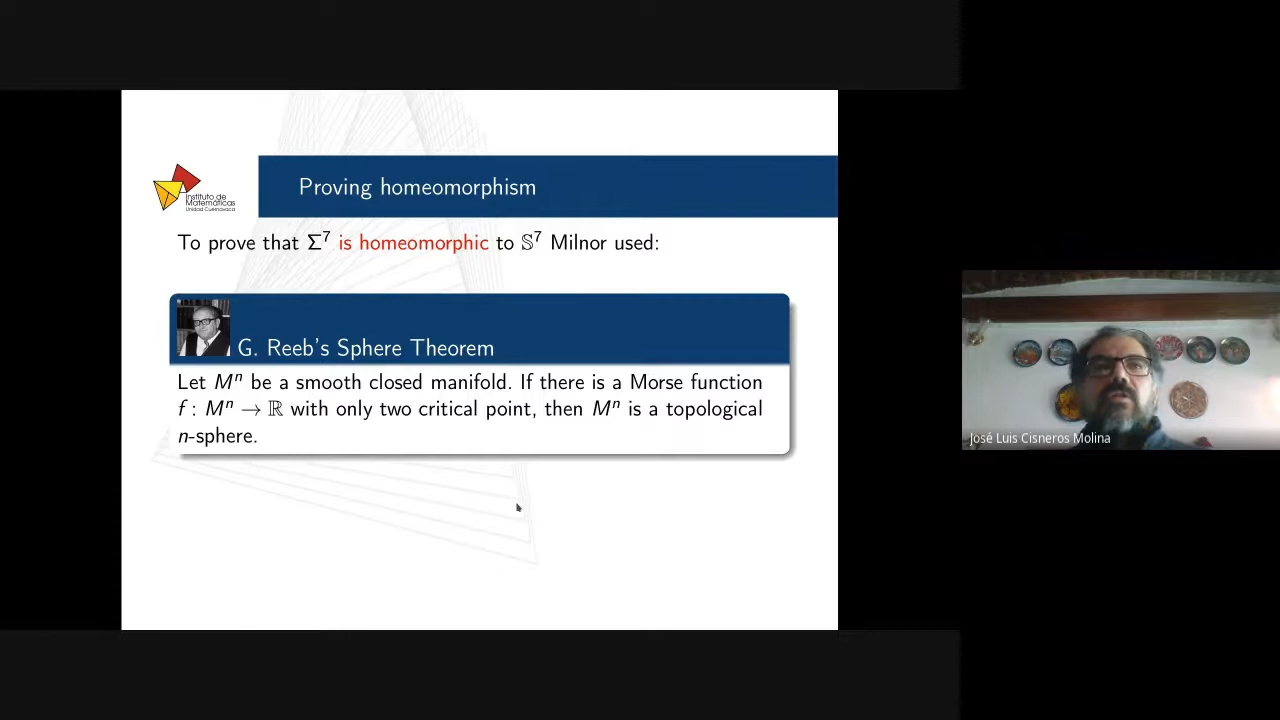 Instituto de
Matemáticas
Unidad Cuernavaca
Proving homeomorphism
To prove that Σ⁷ is homeomorphic to 𝕊⁷ Milnor used:
G. Reeb's Sphere Theorem
Let Mⁿ be a smooth closed manifold. If there is a Morse function
f : Mⁿ → ℝ with only two critical point, then Mⁿ is a topological
n-sphere.
José Luis Cisneros Molina